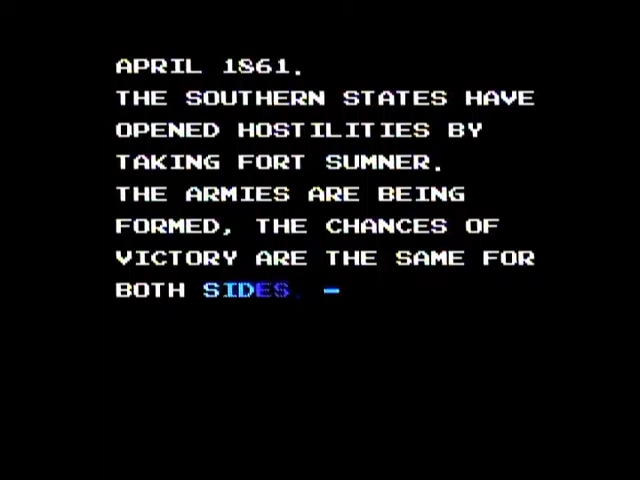 APRIL 1861.
THE SOUTHERN STATES HAVE
OPENED HOSTILITIES BY
TAKING FORT SUMNER.
THE ARMIES ARE BEING
FORMED, THE CHANCES OF
VICTORY ARE THE SAME FOR
BOTH SIDES. –